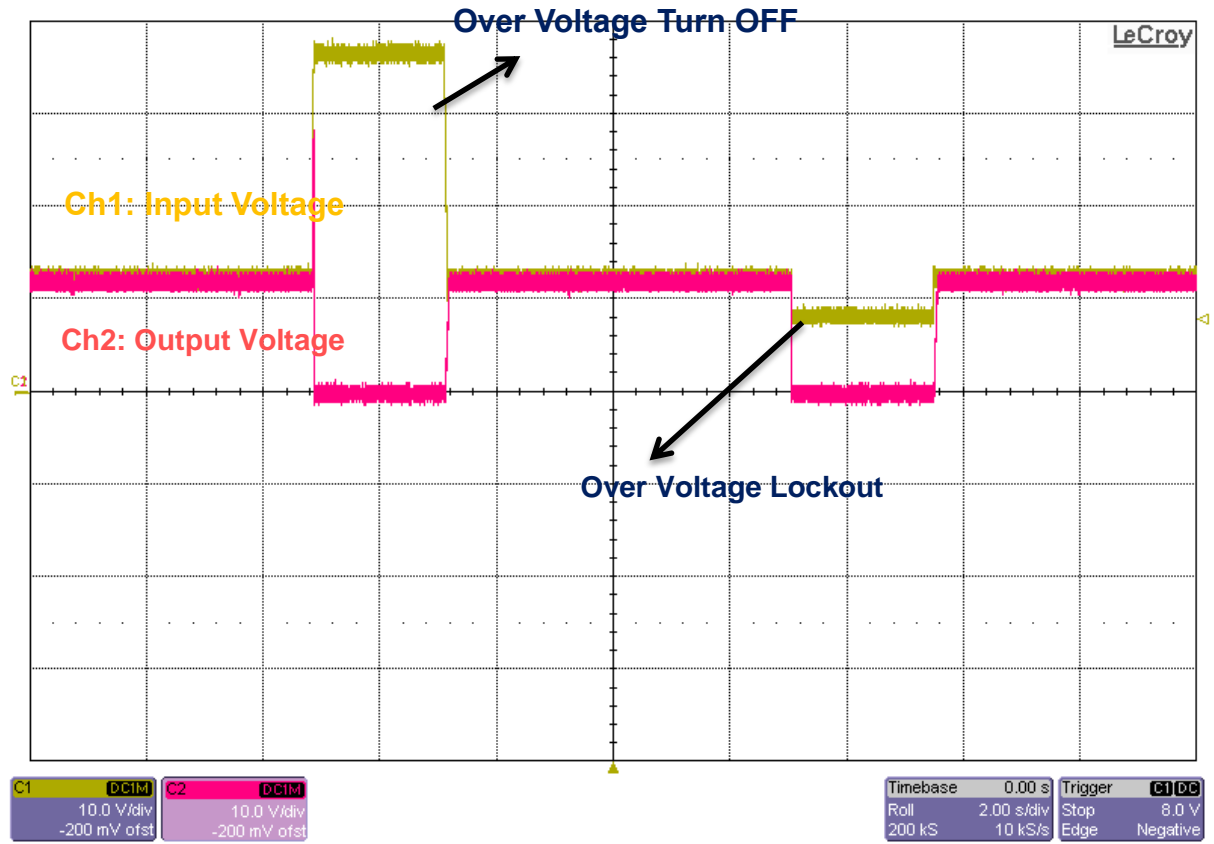 Over Voltage Turn OFF
LeCroy
Ch1: Input Voltage
Ch2: Output Voltage
C2
Over Voltage Lockout
C1 DC1M
10.0 V/div
-200 mV ofst
C2 DC1M
10.0 V/div
-200 mV ofst
Timebase 0.00 s
Roll 2.00 s/div
200 kS 10 kS/s
Trigger C1 DC
Stop 8.0 V
Edge Negative